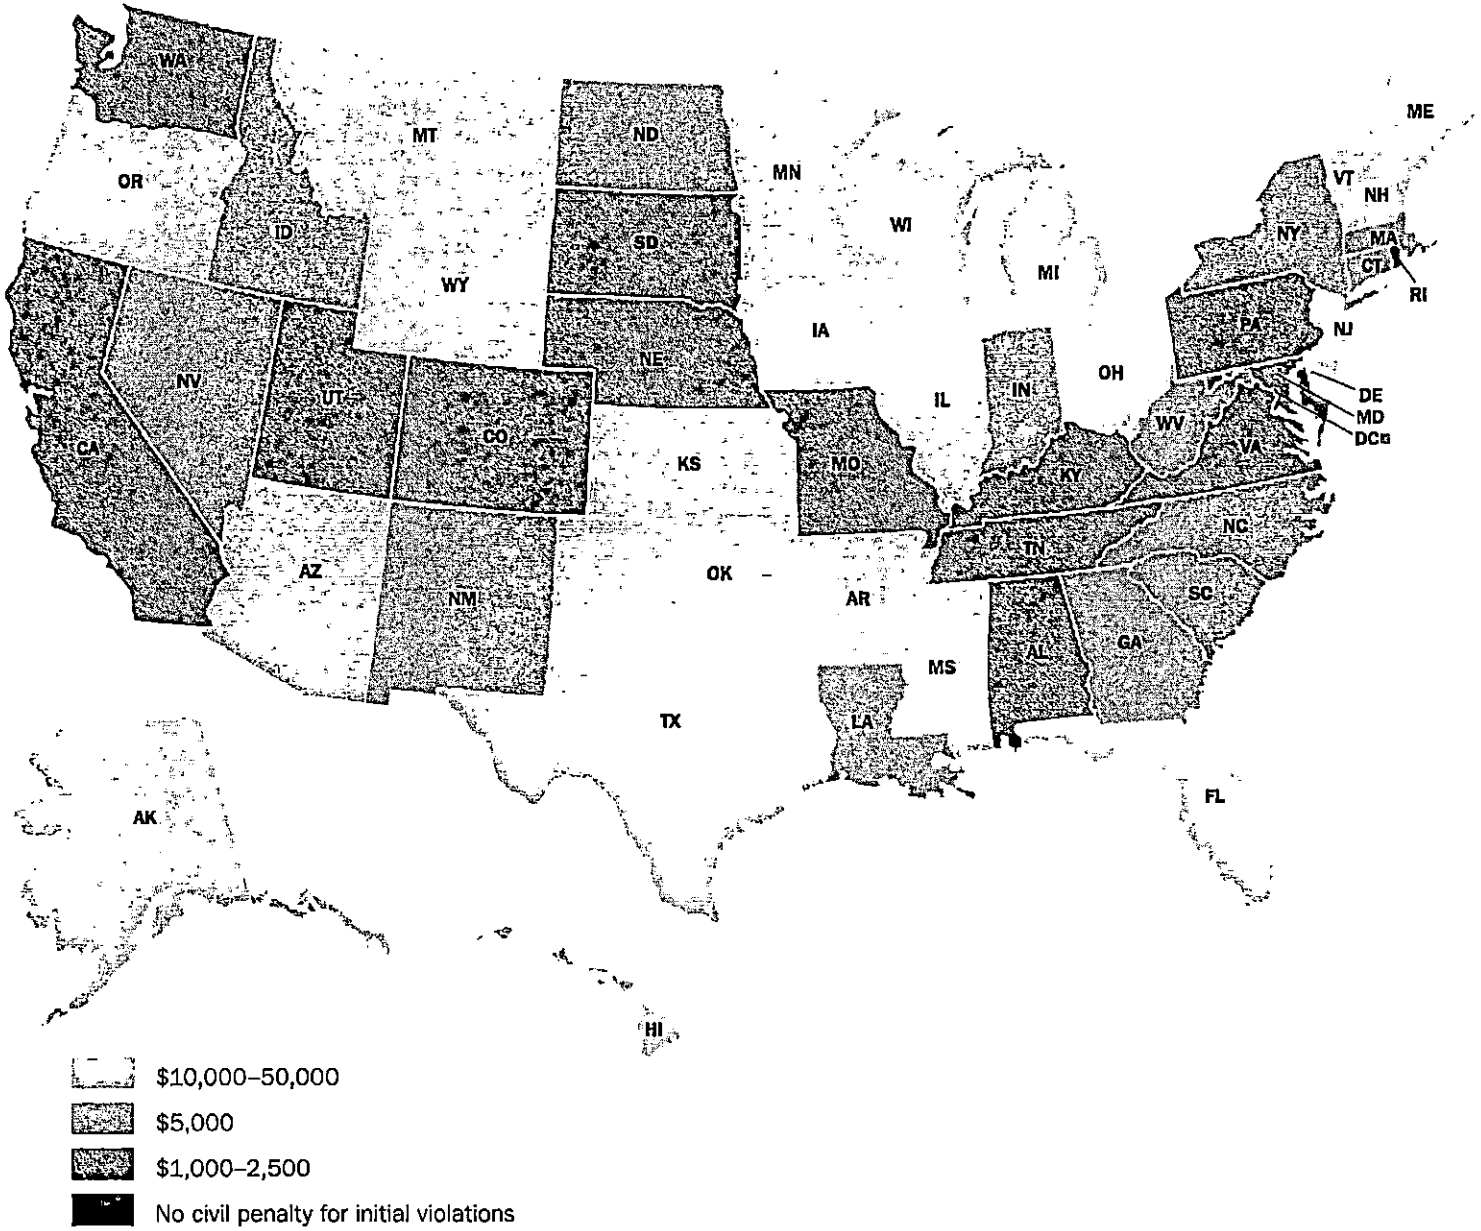 WA
ME
MT
ND
MN
OR
VT
NH
WI
ID
NY
MA
SD
CT
MI
WY
RI
PA
NJ
IA
NE
NV
OH
IN
DE
UT
IL
MD
WV
CO
DC
CA
VA
KS
MO
KY
NC
TN
AZ
OK
NM
AR
SC
GA
AL
MS
TX
LA
FL
AK
HI
$10,000–50,000
$5,000
$1,000–2,500
No civil penalty for initial violations